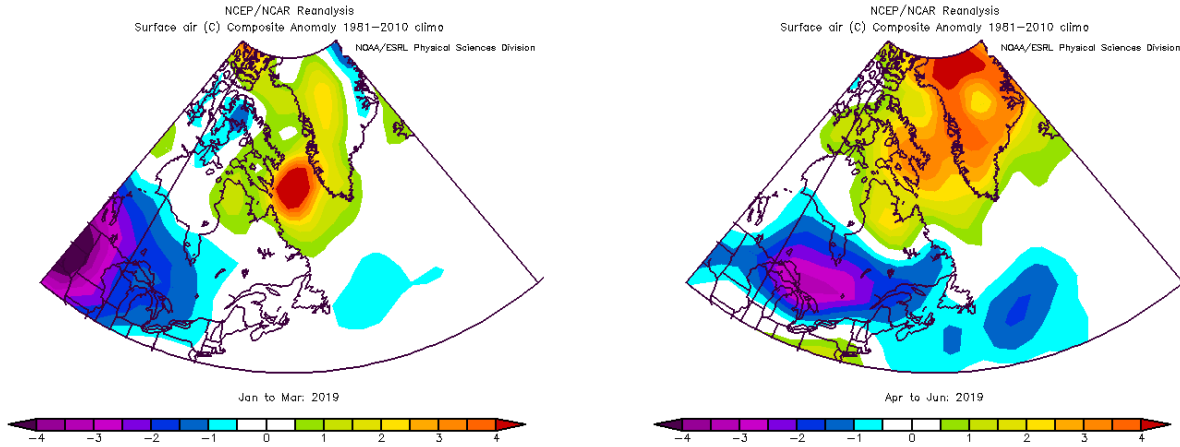 NCEP/NCAR Reanalysis
Surface air (C) Composite Anomaly 1981-2010 climo
NOAA/ESRL Physical Sciences Division
Jan to Mar: 2019
-4 -3 -2 -1 0 1 2 3 4
NCEP/NCAR Reanalysis
Surface air (C) Composite Anomaly 1981-2010 climo
NOAA/ESRL Physical Sciences Division
Apr to Jun: 2019
-4 -3 -2 -1 0 1 2 3 4